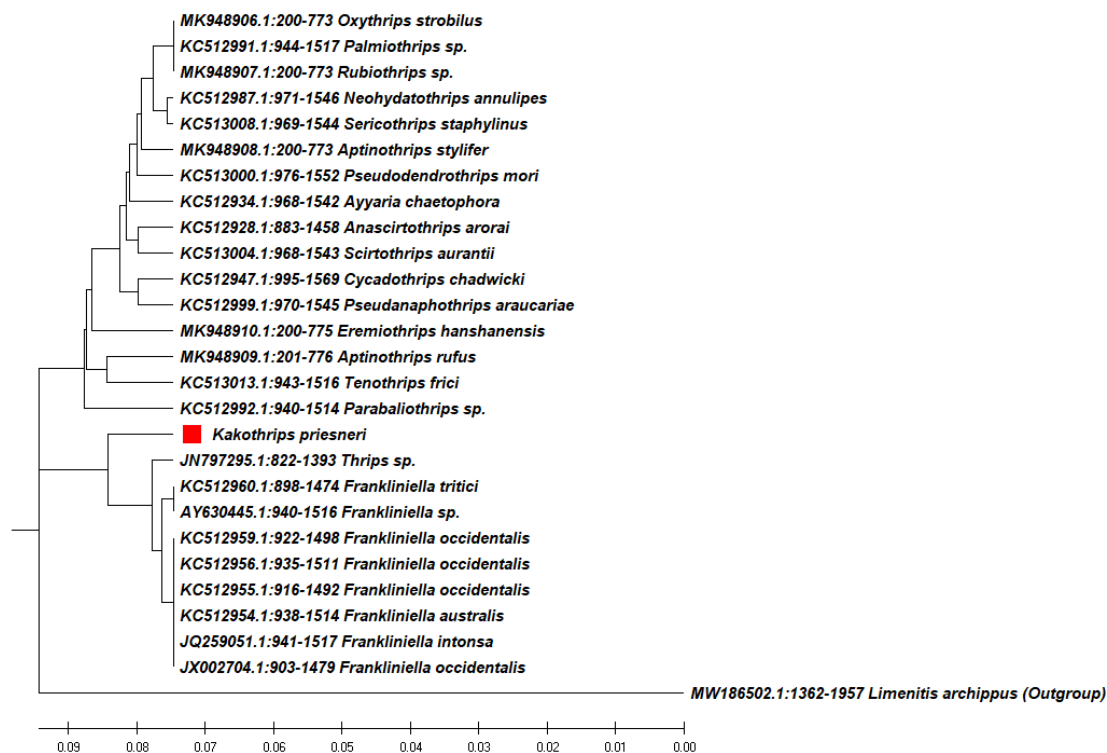 MK948906.1:200-773 Oxythrips strobilus
KC512991.1:944-1517 Palmiothrips sp.
MK948907.1:200-773 Rubiothrips sp.
KC512987.1:971-1546 Neohydatothrips annulipes
KC513008.1:969-1544 Sericothrips staphylinus
MK948908.1:200-773 Aptinothrips stylifer
KC513000.1:976-1552 Pseudodendrothrips mori
KC512934.1:968-1542 Ayyaria chaetophora
KC512928.1:883-1458 Anascirtothrips arorai
KC513004.1:968-1543 Scirtothrips aurantii
KC512947.1:995-1569 Cycadothrips chadwicki
KC512999.1:970-1545 Pseudanaphothrips araucariae
MK948910.1:200-775 Eremiothrips hanshanensis
MK948909.1:201-776 Aptinothrips rufus
KC513013.1:943-1516 Tenothrips frici
KC512992.1:940-1514 Parabaliothrips sp.
Kakothrips priesneri
JN797295.1:822-1393 Thrips sp.
KC512960.1:898-1474 Frankliniella tritici
AY630445.1:940-1516 Frankliniella sp.
KC512959.1:922-1498 Frankliniella occidentalis
KC512956.1:935-1511 Frankliniella occidentalis
KC512955.1:916-1492 Frankliniella occidentalis
KC512954.1:938-1514 Frankliniella australis
JQ259051.1:941-1517 Frankliniella intonsa
JX002704.1:903-1479 Frankliniella occidentalis
MW186502.1:1362-1957 Limenitis archippus (Outgroup)
0.09 0.08 0.07 0.06 0.05 0.04 0.03 0.02 0.01 0.00